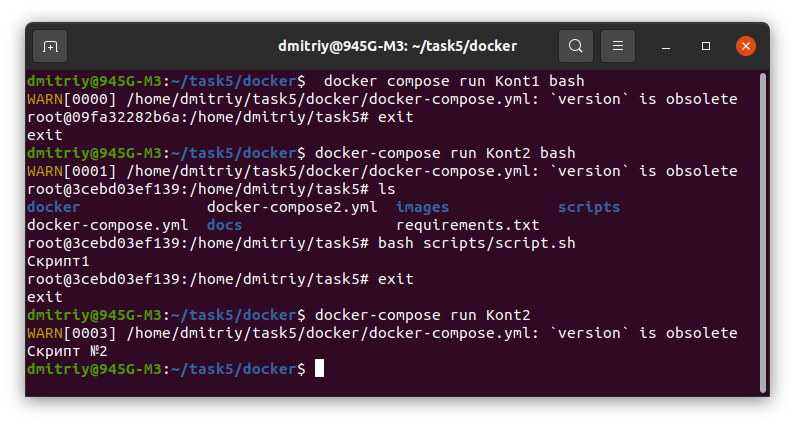 dmitriy@945G-M3: ~/task5/docker
dmitriy@945G-M3:~/task5/docker$  docker compose run Kont1 bash
WARN[0000] /home/dmitriy/task5/docker/docker-compose.yml: `version` is obsolete
root@09fa32282b6a:/home/dmitriy/task5# exit
exit
dmitriy@945G-M3:~/task5/docker$ docker-compose run Kont2 bash
WARN[0001] /home/dmitriy/task5/docker/docker-compose.yml: `version` is obsolete
root@3cebd03ef139:/home/dmitriy/task5# ls
docker              docker-compose2.yml  images            scripts
docker-compose.yml  docs                 requirements.txt
root@3cebd03ef139:/home/dmitriy/task5# bash scripts/script.sh
Скрипт1
root@3cebd03ef139:/home/dmitriy/task5# exit
exit
dmitriy@945G-M3:~/task5/docker$ docker-compose run Kont2
WARN[0003] /home/dmitriy/task5/docker/docker-compose.yml: `version` is obsolete
Скрипт №2
dmitriy@945G-M3:~/task5/docker$